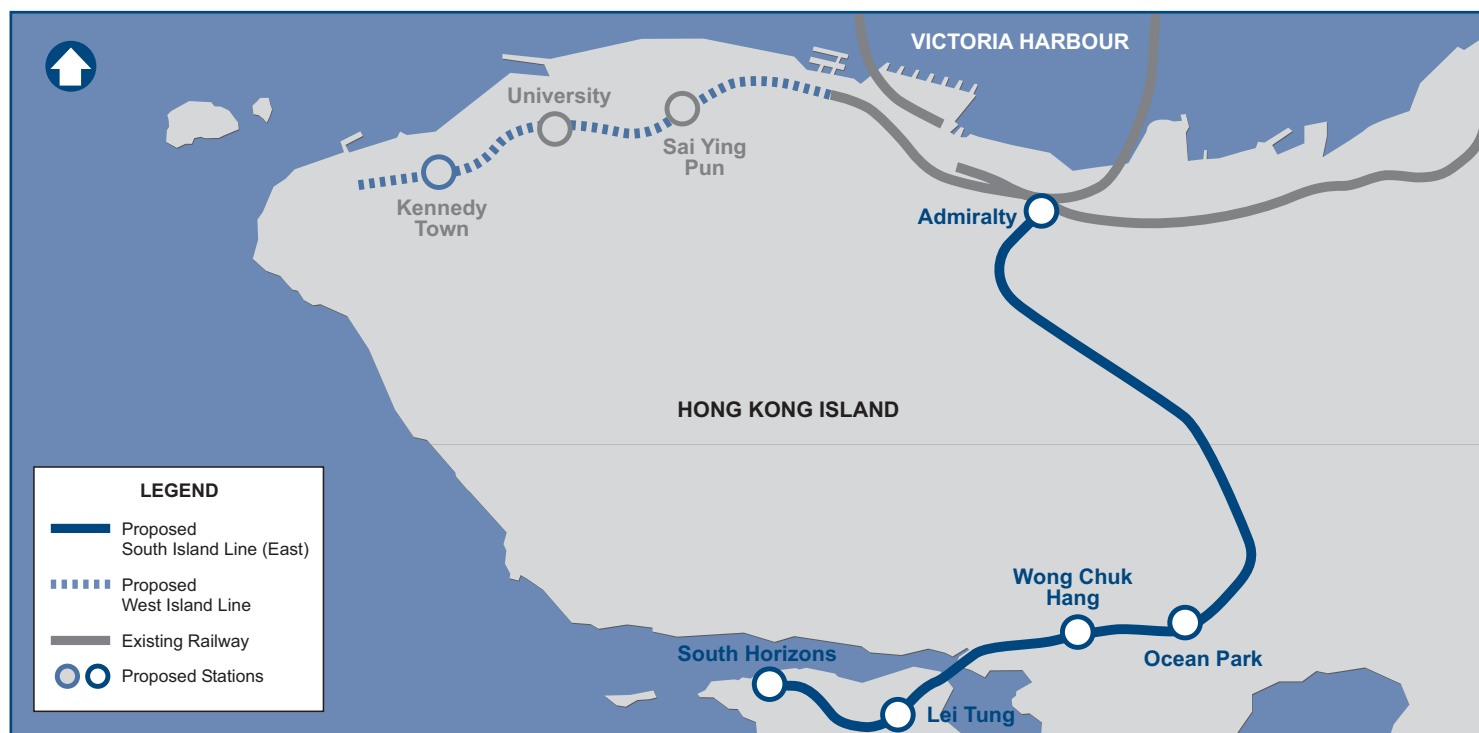 VICTORIA HARBOUR
University
Sai Ying
Pun
Kennedy
Town
Admiralty
HONG KONG ISLAND
LEGEND
Proposed
South Island Line (East)
Proposed
West Island Line
Existing Railway
Proposed Stations
Wong Chuk
Hang
Ocean Park
South Horizons
Lei Tung